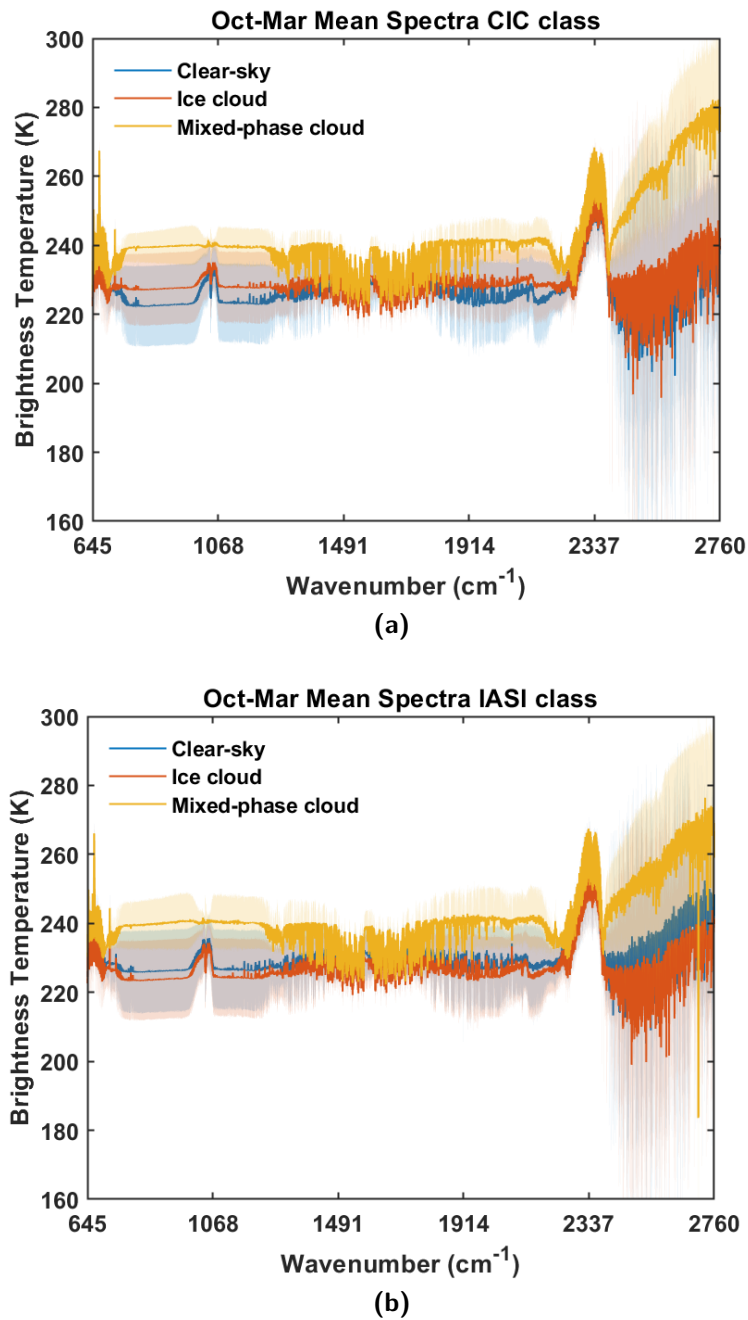 Oct-Mar Mean Spectra CIC class
300
280
260
240
220
200
180
160
Brightness Temperature (K)
Clear-sky
Ice cloud
Mixed-phase cloud
645 1068 1491 1914 2337 2760
Wavenumber (cm⁻¹)
(a)
Oct-Mar Mean Spectra IASI class
300
280
260
240
220
200
180
160
Brightness Temperature (K)
Clear-sky
Ice cloud
Mixed-phase cloud
645 1068 1491 1914 2337 2760
Wavenumber (cm⁻¹)
(b)